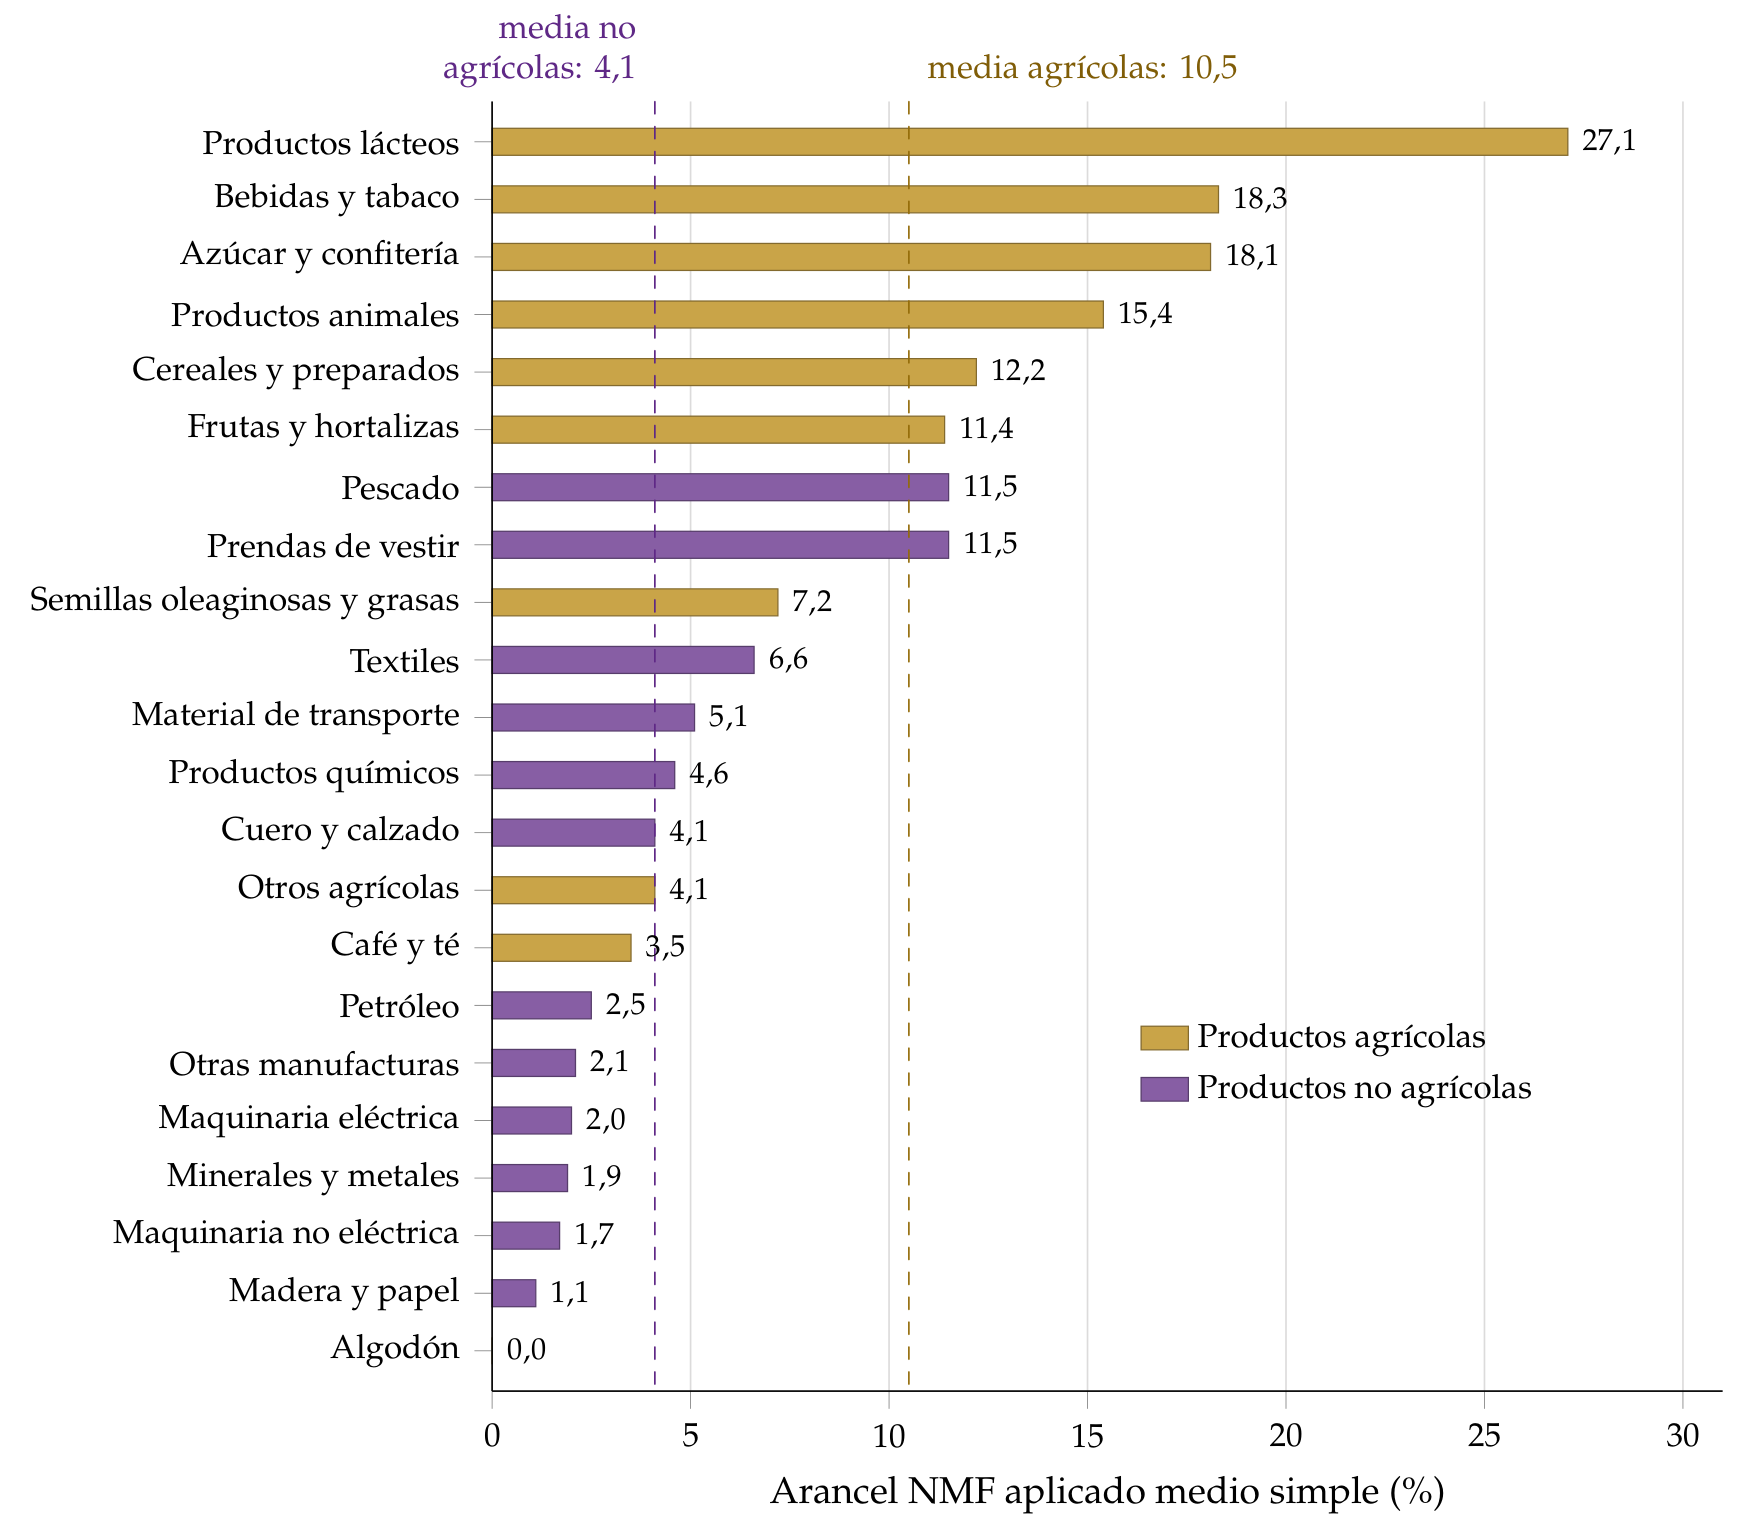 media no
agrícolas: 4,1
media agrícolas: 10,5
Productos lácteos 27,1
Bebidas y tabaco 18,3
Azúcar y confitería 18,1
Productos animales 15,4
Cereales y preparados 12,2
Frutas y hortalizas 11,4
Pescado 11,5
Prendas de vestir 11,5
Semillas oleaginosas y grasas 7,2
Textiles 6,6
Material de transporte 5,1
Productos químicos 4,6
Cuero y calzado 4,1
Otros agrícolas 4,1
Café y té 3,5
Petróleo 2,5
Otras manufacturas 2,1
Maquinaria eléctrica 2,0
Minerales y metales 1,9
Maquinaria no eléctrica 1,7
Madera y papel 1,1
Algodón 0,0
Productos agrícolas
Productos no agrícolas
0 5 10 15 20 25 30
Arancel NMF aplicado medio simple (%)